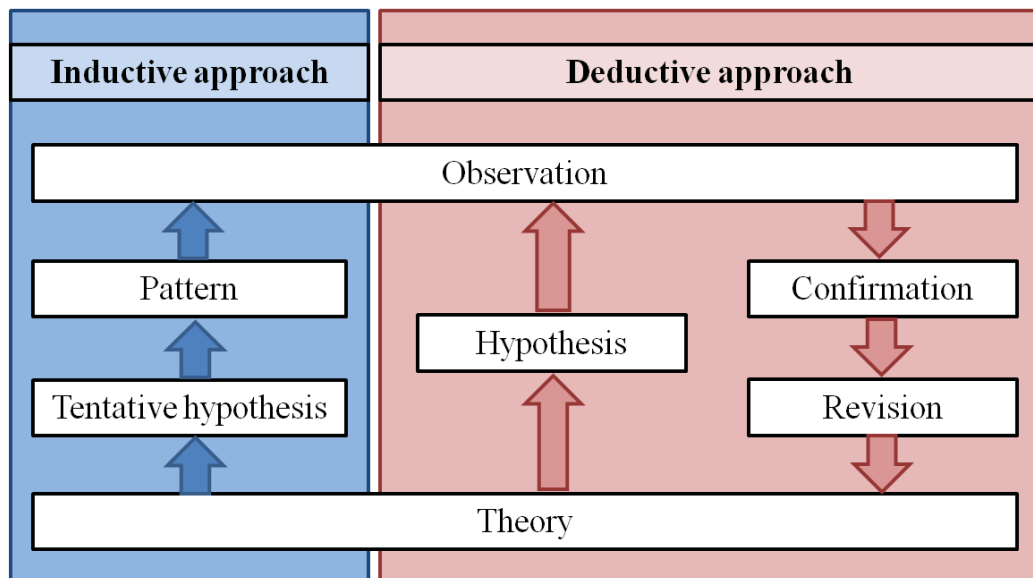 Inductive approach
Deductive approach
Observation
Pattern
Confirmation
Hypothesis
Tentative hypothesis
Revision
Theory